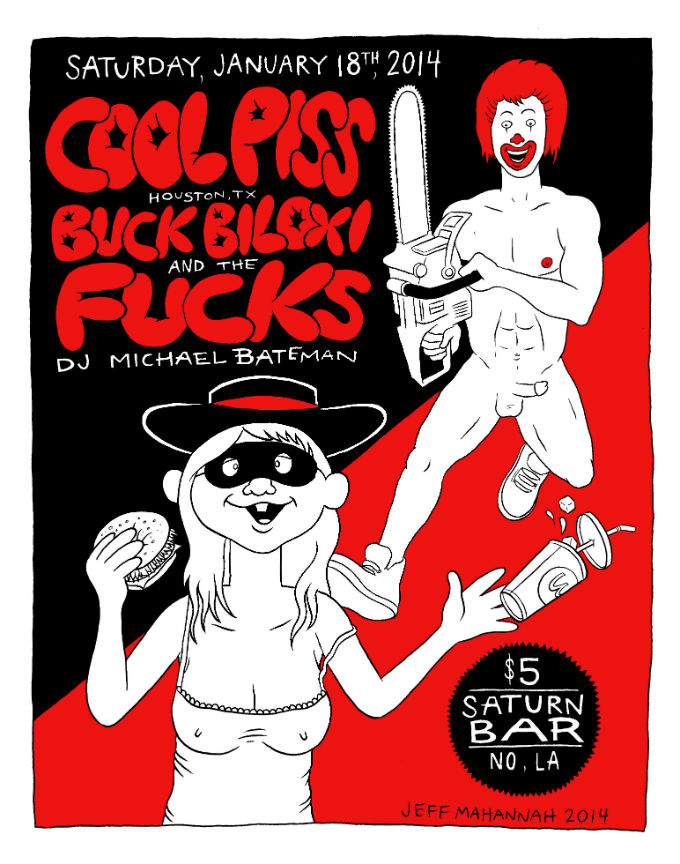 SATURDAY, JANUARY 18TH, 2014
COOL PISS
HOUSTON, TX
BUCK BILOXI
AND THE
FUCKS
DJ MICHAEL BATEMAN
$5
SATURN
BAR
NO, LA
JEFF MAHANNAH 2014